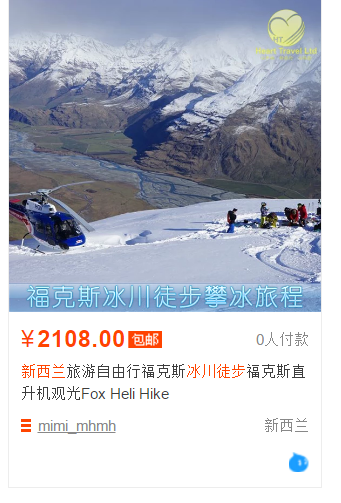 Travel Ltd
福克斯冰川徒步攀冰旅程
¥2108.00 包邮 0人付款
新西兰旅游自由行福克斯冰川徒步福克斯直
升机观光Fox Heli Hike
mimi_mhmh 新西兰